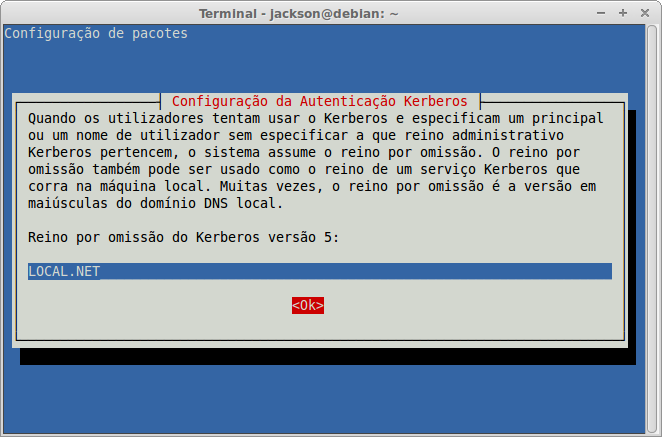 Terminal - jackson@debian: ~
Configuração de pacotes
Configuração da Autenticação Kerberos
Quando os utilizadores tentam usar o Kerberos e especificam um principal
ou um nome de utilizador sem especificar a que reino administrativo
Kerberos pertencem, o sistema assume o reino por omissão. O reino por
omissão também pode ser usado como o reino de um serviço Kerberos que
corra na máquina local. Muitas vezes, o reino por omissão é a versão em
maiúsculas do domínio DNS local.
Reino por omissão do Kerberos versão 5:
LOCAL.NET
<Ok>